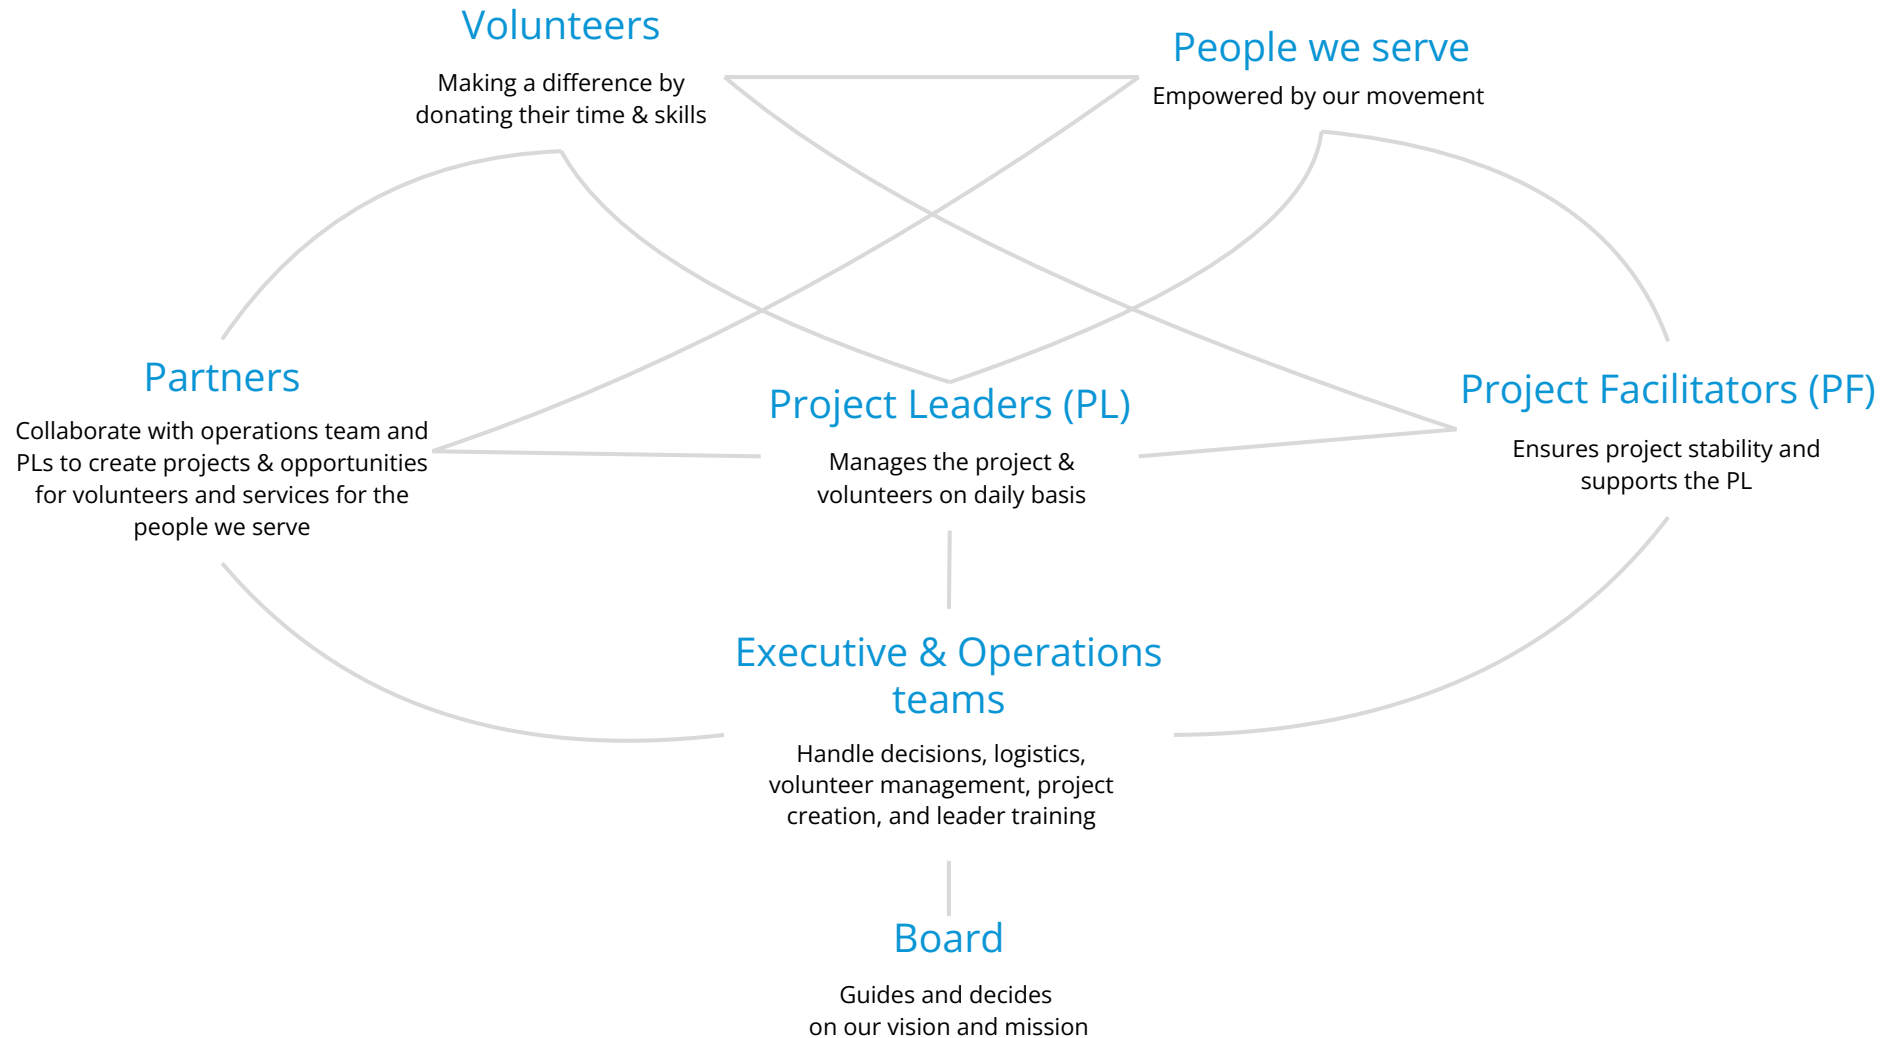 Volunteers
Making a difference by
donating their time & skills
People we serve
Empowered by our movement
Partners
Collaborate with operations team and
PLs to create projects & opportunities
for volunteers and services for the
people we serve
Project Leaders (PL)
Manages the project &
volunteers on daily basis
Project Facilitators (PF)
Ensures project stability and
supports the PL
Executive & Operations
teams
Handle decisions, logistics,
volunteer management, project
creation, and leader training
Board
Guides and decides
on our vision and mission